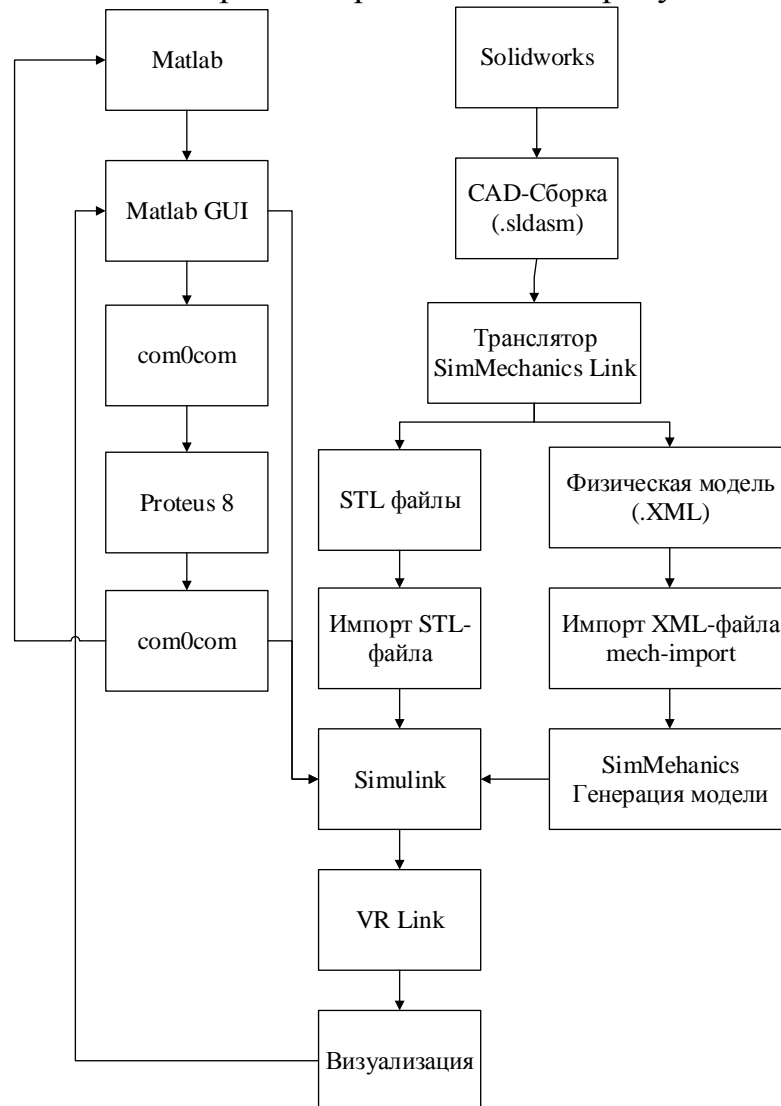 Matlab
Solidworks
Matlab GUI
CAD-Сборка
(.sldasm)
com0com
Транслятор
SimMechanics Link
Proteus 8
STL файлы
Физическая модель
(.XML)
com0com
Импорт STL-
файла
Импорт XML-файла
mech-import
Simulink
SimMehanics
Генерация модели
VR Link
Визуализация